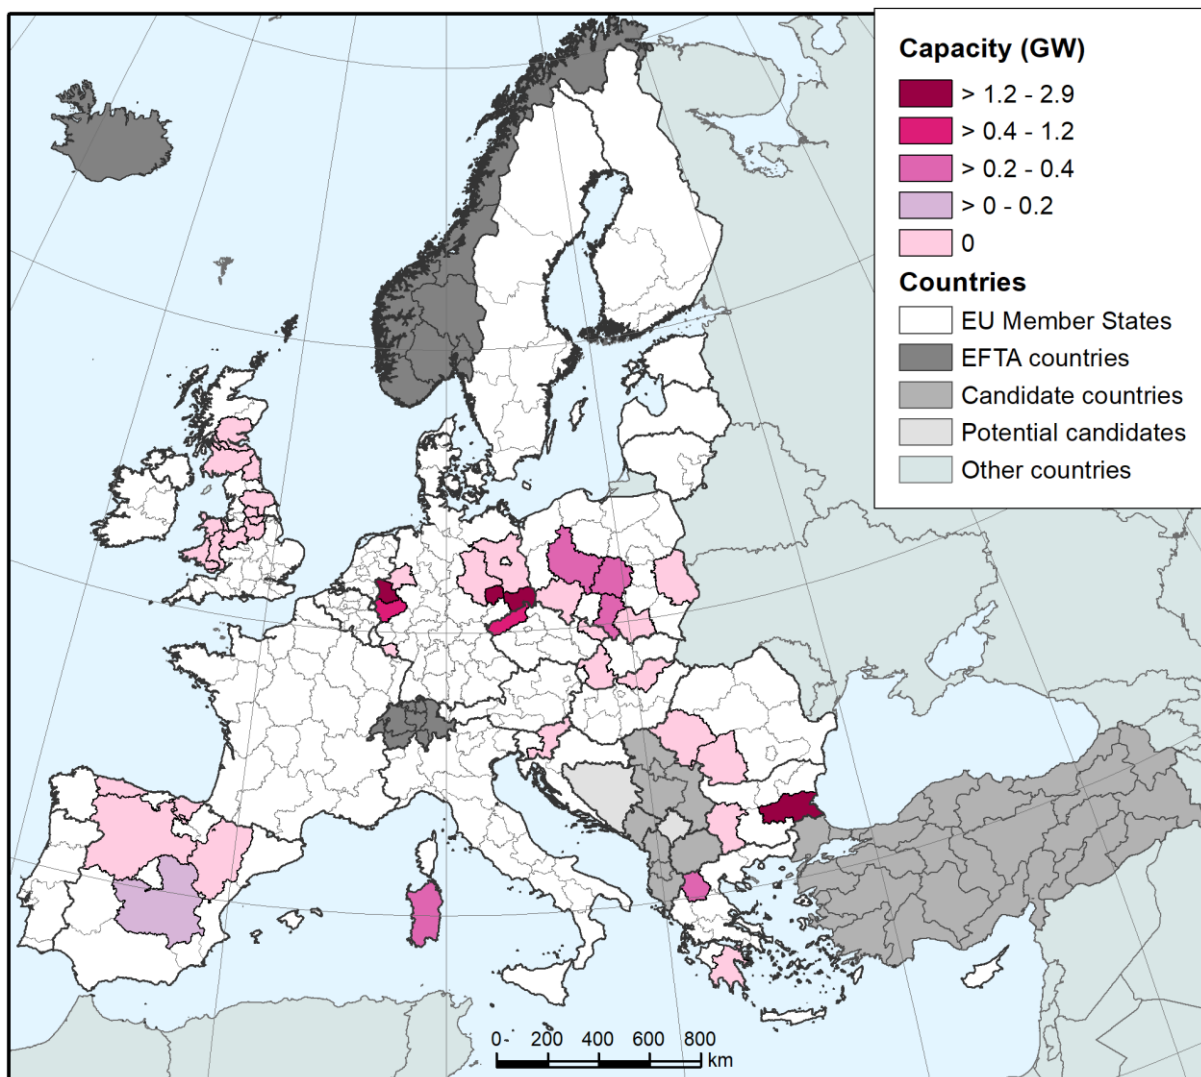 Capacity (GW)
> 1.2 - 2.9
> 0.4 - 1.2
> 0.2 - 0.4
> 0 - 0.2
0
Countries
EU Member States
EFTA countries
Candidate countries
Potential candidates
Other countries
0 200 400 600 800
km